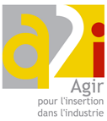 a2i
Agir
pour l'insertion
dans l'industrie